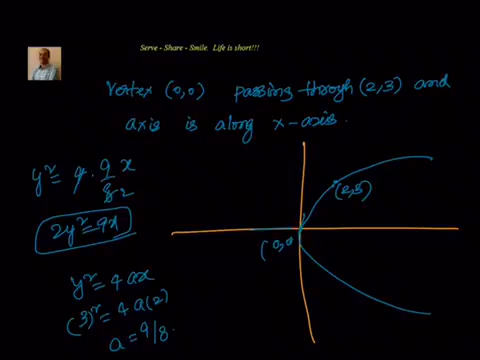 Serve - Share - Smile. Life is short!!!
Vertex (0,0) passing through (2,3) and
axis is along x-axis.
y² = 4 · 9/8 2 x
2y² = 9x
y² = 4ax
(3)² = 4a(2)
a = 9/8.
(2,3)
(0,0)